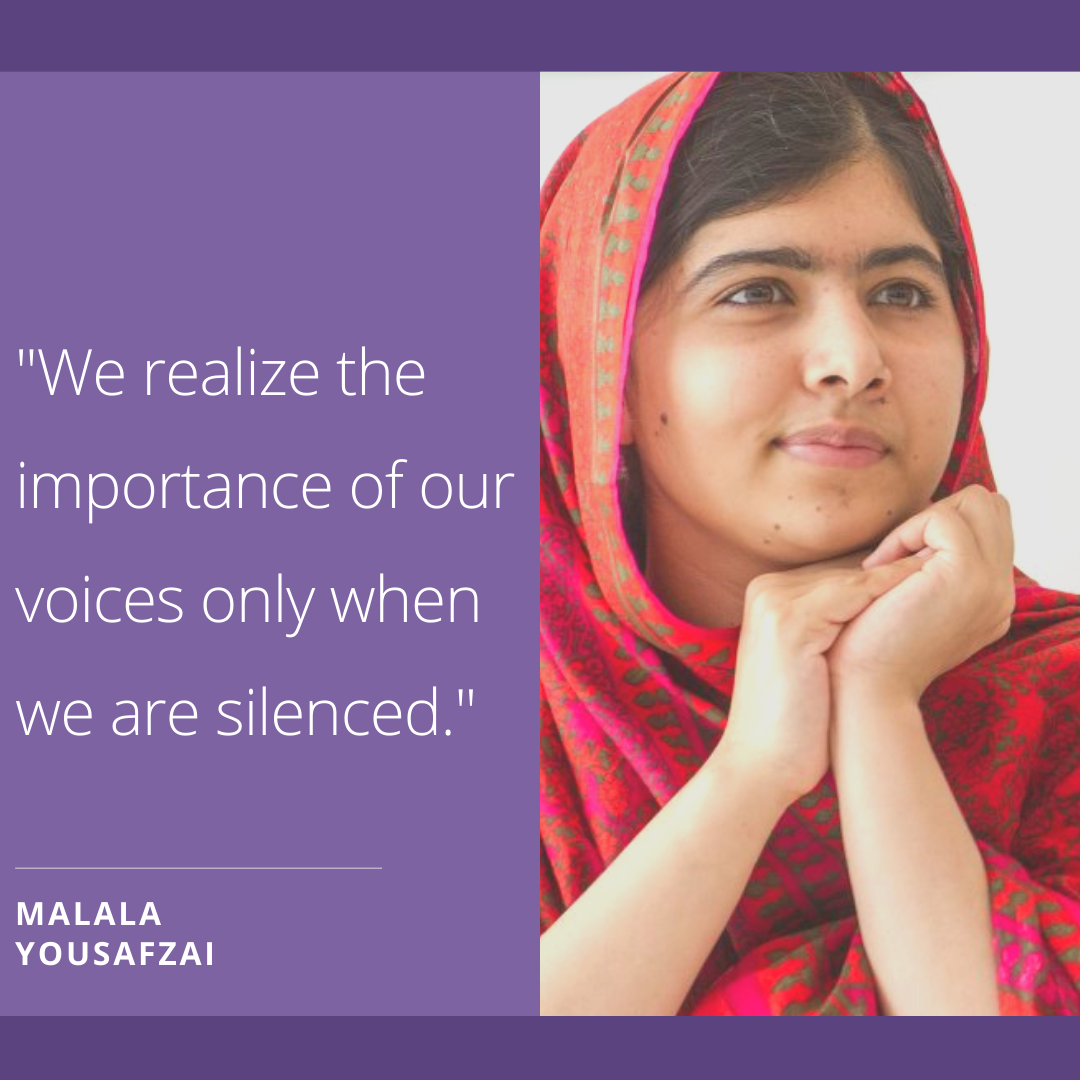 "We realize the
importance of our
voices only when
we are silenced."
MALALA
YOUSAFZAI